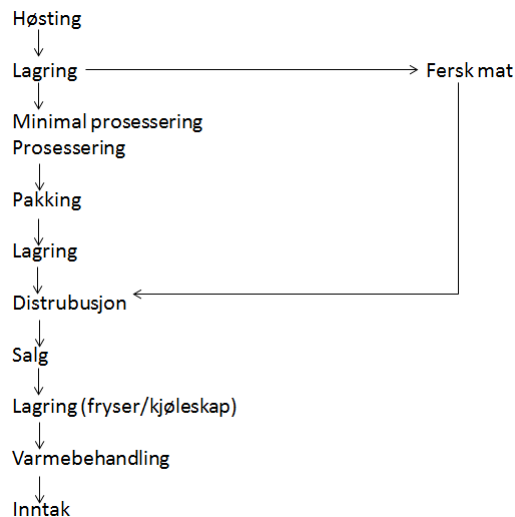 Høsting
Lagring
Fersk mat
Minimal prosessering
Prosessering
Pakking
Lagring
Distrubusjon
Salg
Lagring (fryser/kjøleskap)
Varmebehandling
Inntak